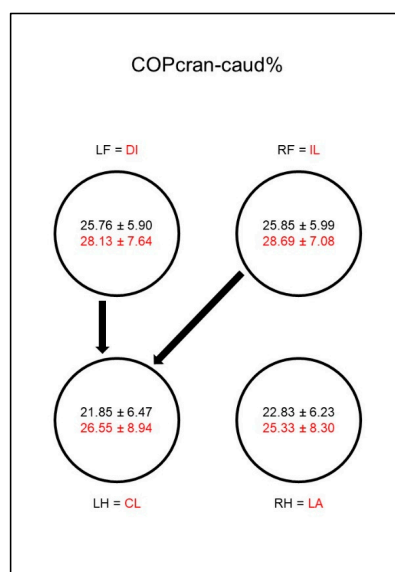 COPcran-caud%
LF = DI
RF = IL
25.76 ± 5.90
28.13 ± 7.64
25.85 ± 5.99
28.69 ± 7.08
21.85 ± 6.47
26.55 ± 8.94
22.83 ± 6.23
25.33 ± 8.30
LH = CL
RH = LA